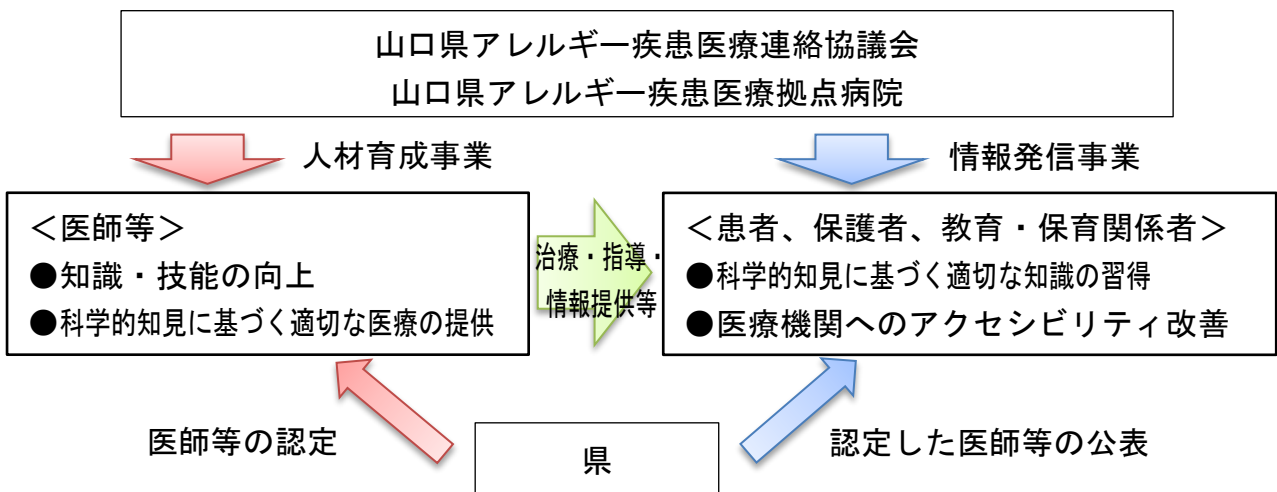 山口県アレルギー疾患医療連絡協議会
山口県アレルギー疾患医療拠点病院
人材育成事業
情報発信事業
＜医師等＞
●知識・技能の向上
●科学的知見に基づく適切な医療の提供
治療・指導・
情報提供等
＜患者、保護者、教育・保育関係者＞
●科学的知見に基づく適切な知識の習得
●医療機関へのアクセシビリティ改善
医師等の認定
県
認定した医師等の公表